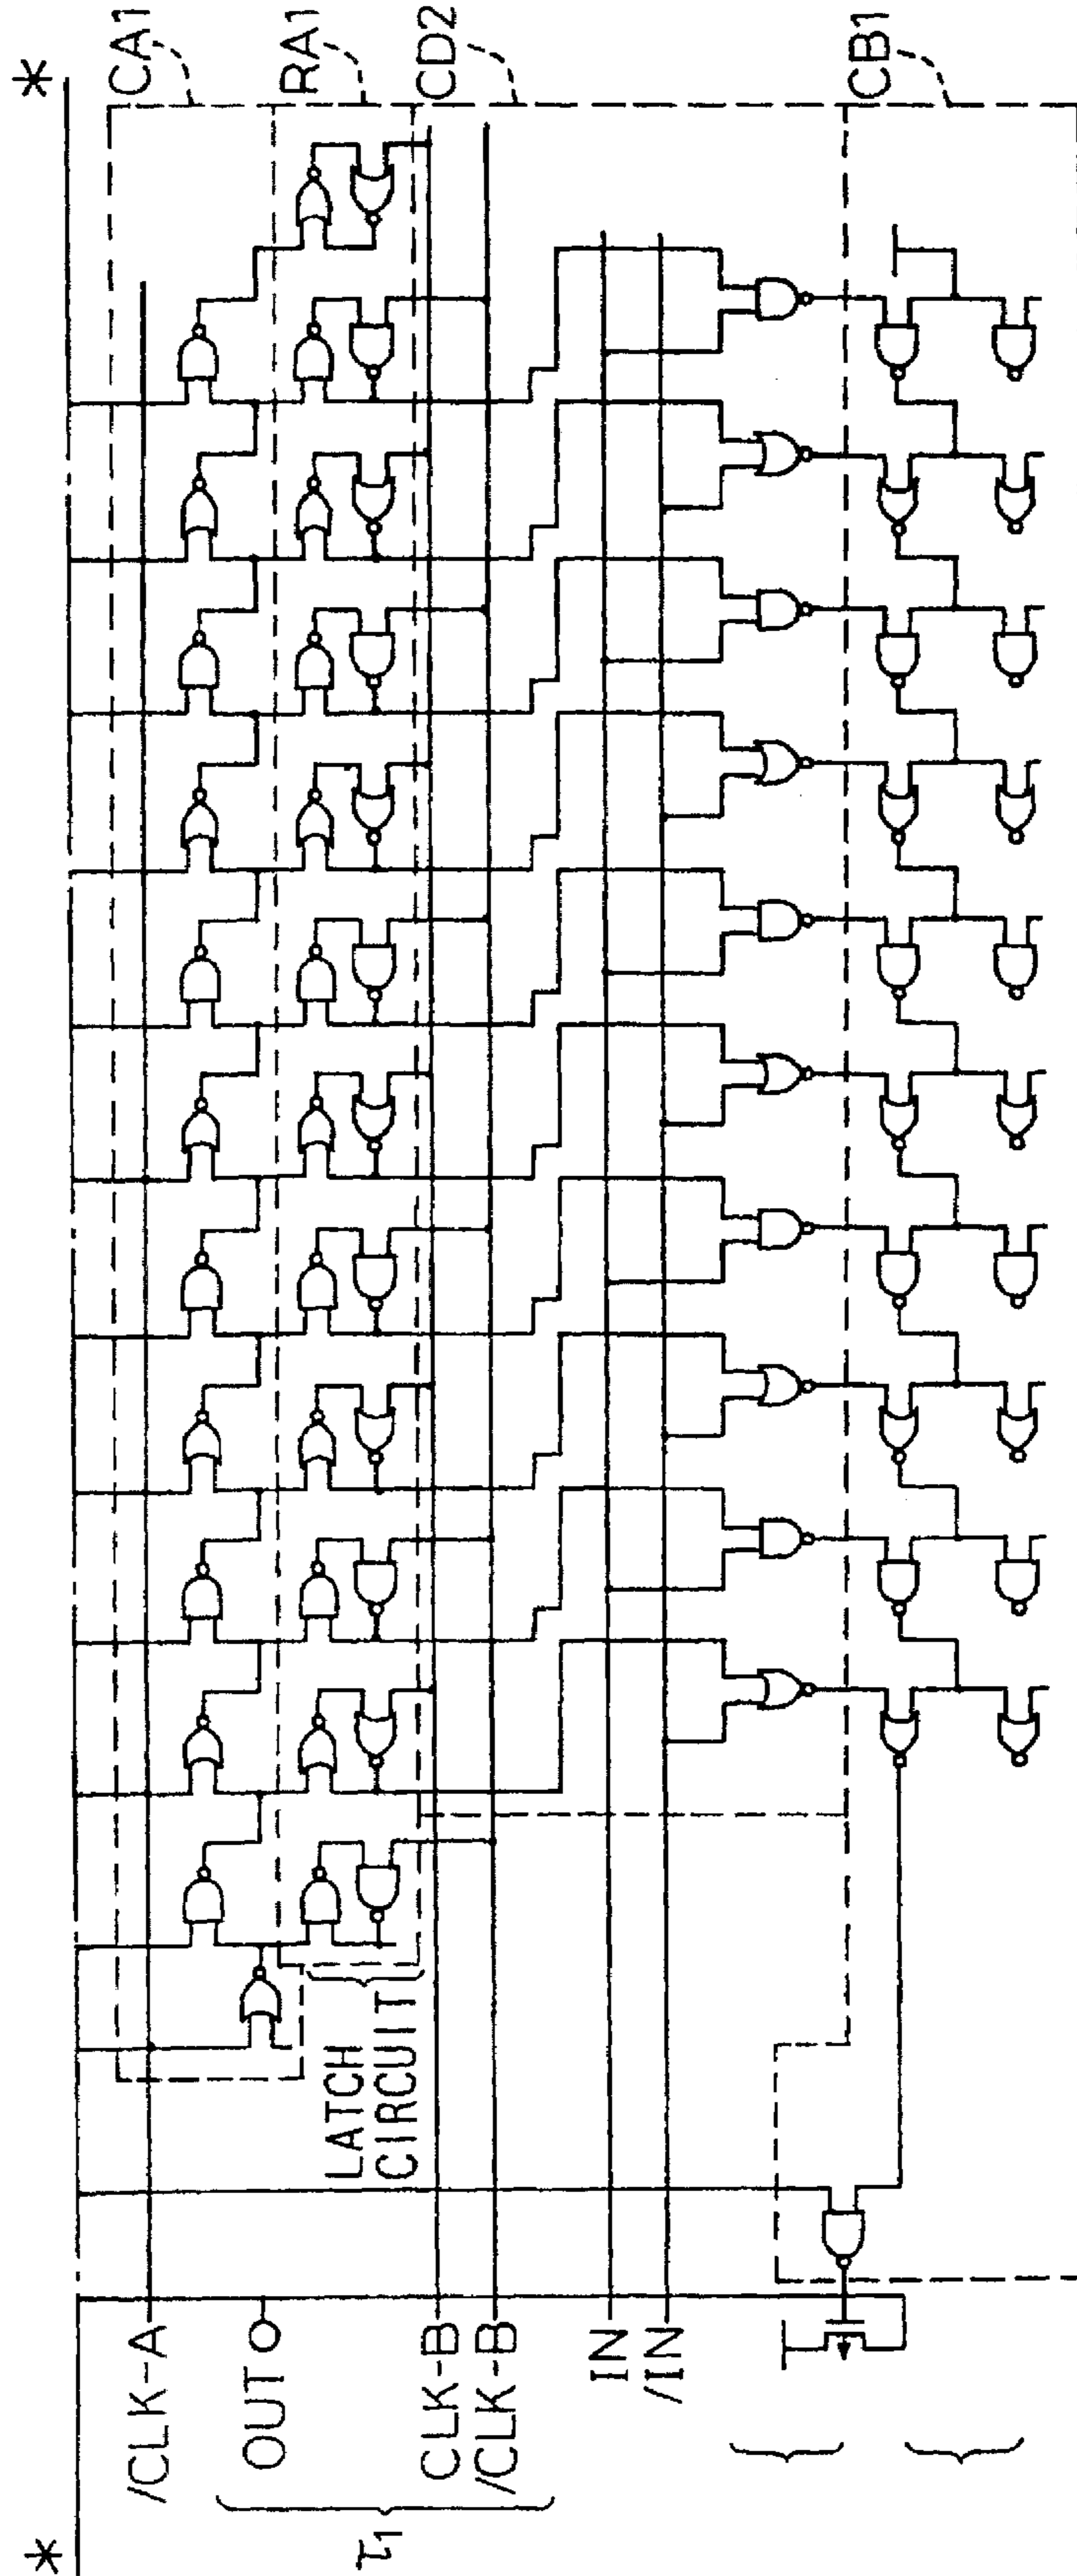 *
CA1
RA1
CD2
CB1
LATCH
CIRCUIT
/CLK-A
OUT
CLK-B
/CLK-B
IN
/IN
τ1
*